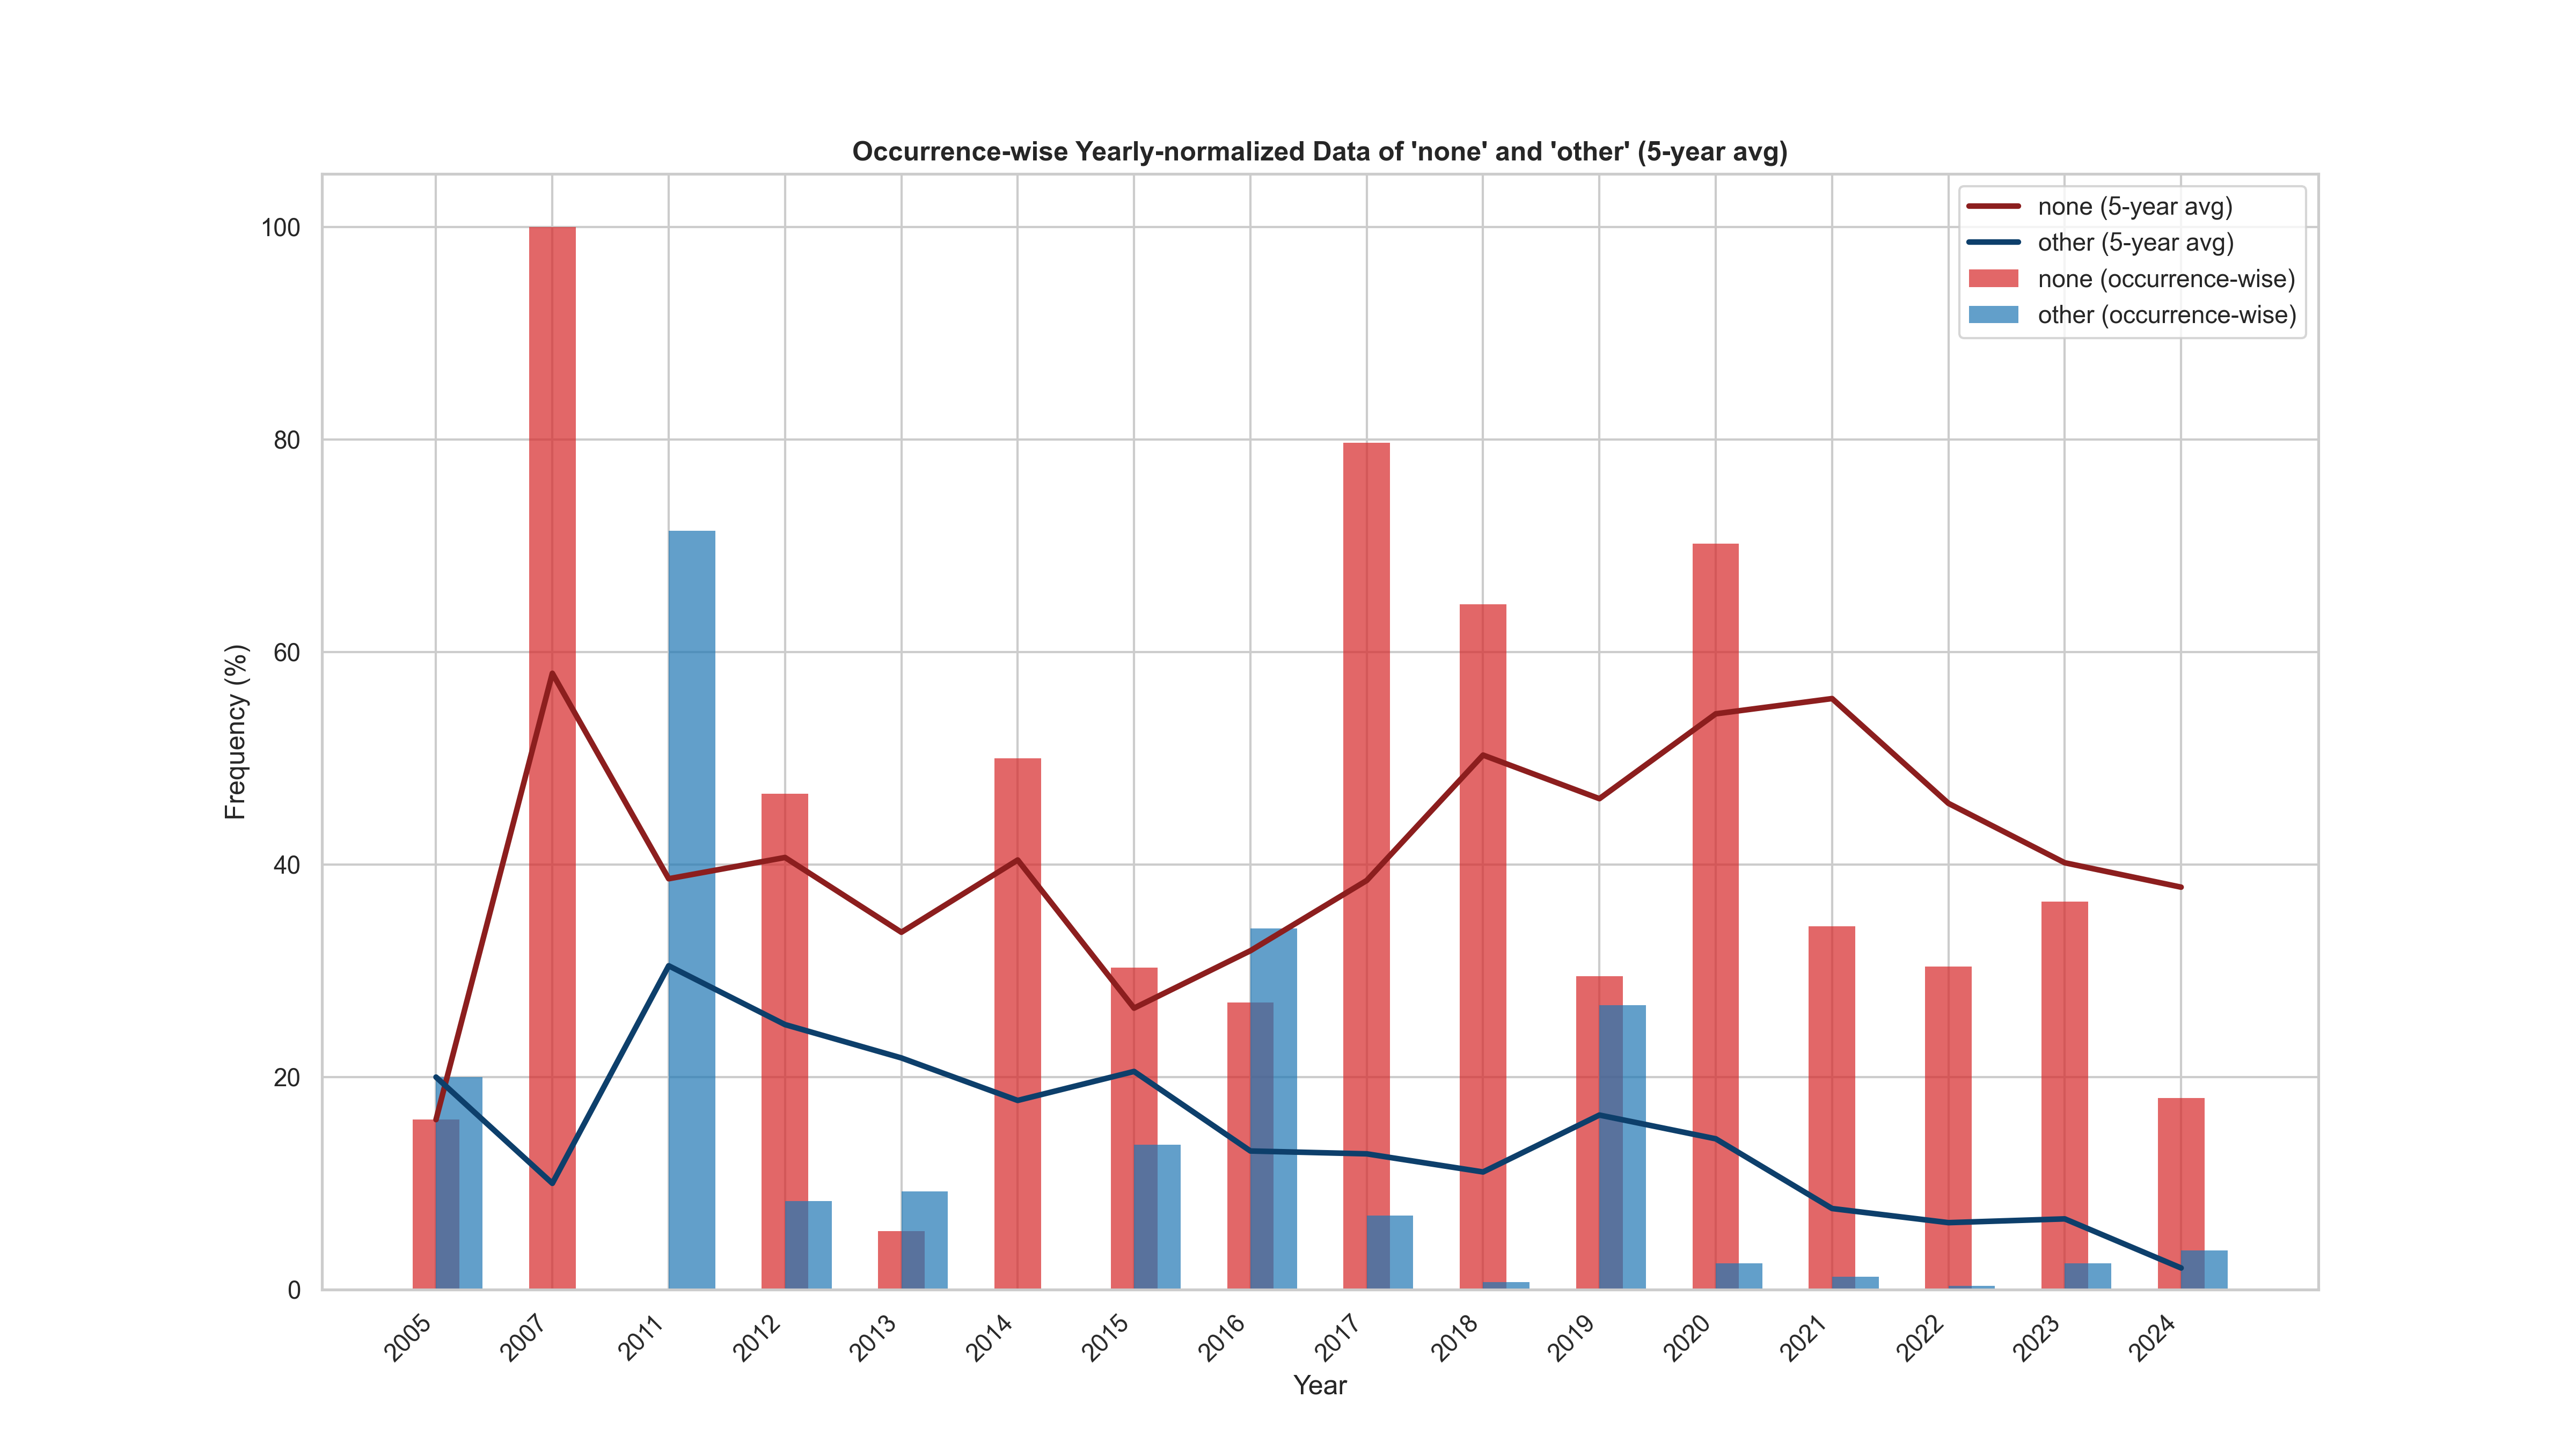 Occurrence-wise Yearly-normalized Data of 'none' and 'other' (5-year avg)
none (5-year avg)
other (5-year avg)
none (occurrence-wise)
other (occurrence-wise)
100
80
60
40
20
0
Frequency (%)
2005 2007 2011 2012 2013 2014 2015 2016 2017 2018 2019 2020 2021 2022 2023 2024
Year